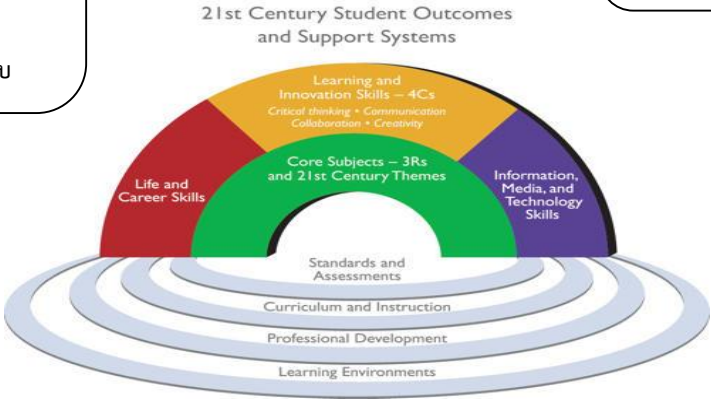 21st Century Student Outcomes
and Support Systems
Learning and
Innovation Skills – 4Cs
Critical thinking • Communication
Collaboration • Creativity
Core Subjects – 3Rs
and 21st Century Themes
Life and
Career Skills
Information,
Media, and
Technology
Skills
Standards and
Assessments
Curriculum and Instruction
Professional Development
Learning Environments